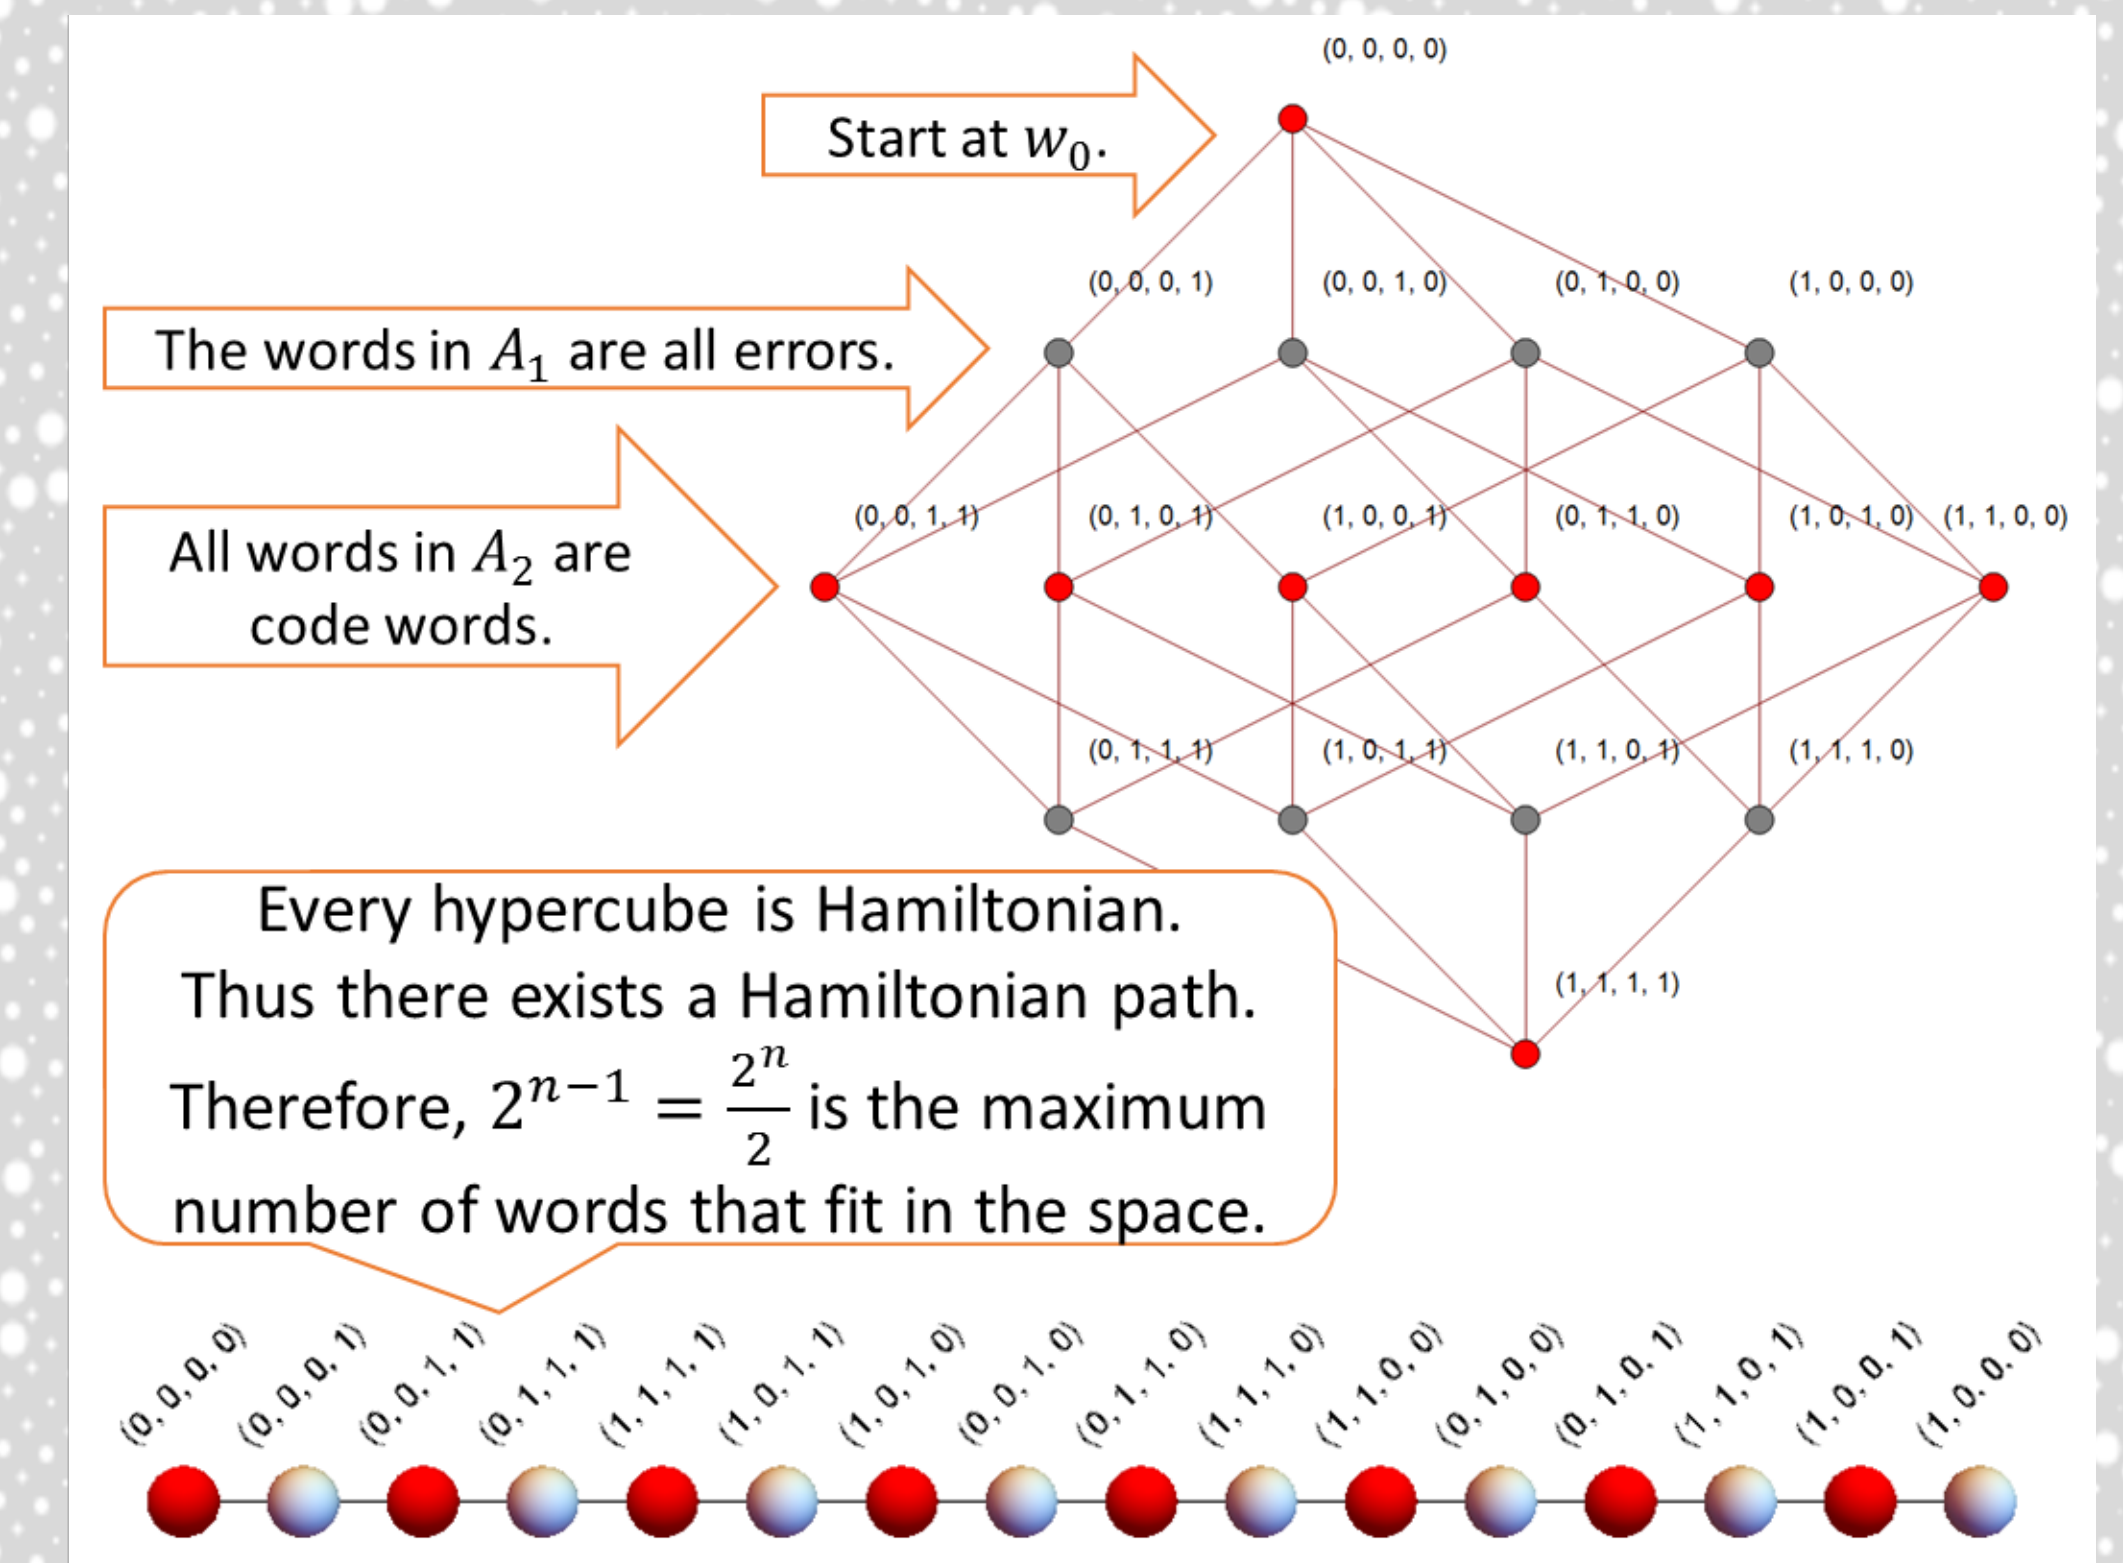 (0, 0, 0, 0)
Start at w₀.
(0, 0, 0, 1) (0, 0, 1, 0) (0, 1, 0, 0) (1, 0, 0, 0)
The words in A₁ are all errors.
(0, 0, 1, 1) (0, 1, 0, 1) (1, 0, 0, 1) (0, 1, 1, 0) (1, 0, 1, 0) (1, 1, 0, 0)
All words in A₂ are
code words.
(0, 1, 1, 1) (1, 0, 1, 1) (1, 1, 0, 1) (1, 1, 1, 0)
Every hypercube is Hamiltonian.
Thus there exists a Hamiltonian path.
Therefore, 2ⁿ⁻¹ = 2ⁿ/2 is the maximum
number of words that fit in the space.
(1, 1, 1, 1)
(0, 0, 0, 0) (0, 0, 0, 1) (0, 0, 1, 1) (0, 1, 1, 1) (1, 1, 1, 1) (1, 0, 1, 1) (1, 0, 1, 0) (0, 0, 1, 0) (0, 1, 1, 0) (1, 1, 1, 0) (1, 1, 0, 0) (0, 1, 0, 0) (0, 1, 0, 1) (1, 1, 0, 1) (1, 0, 0, 1) (1, 0, 0, 0)